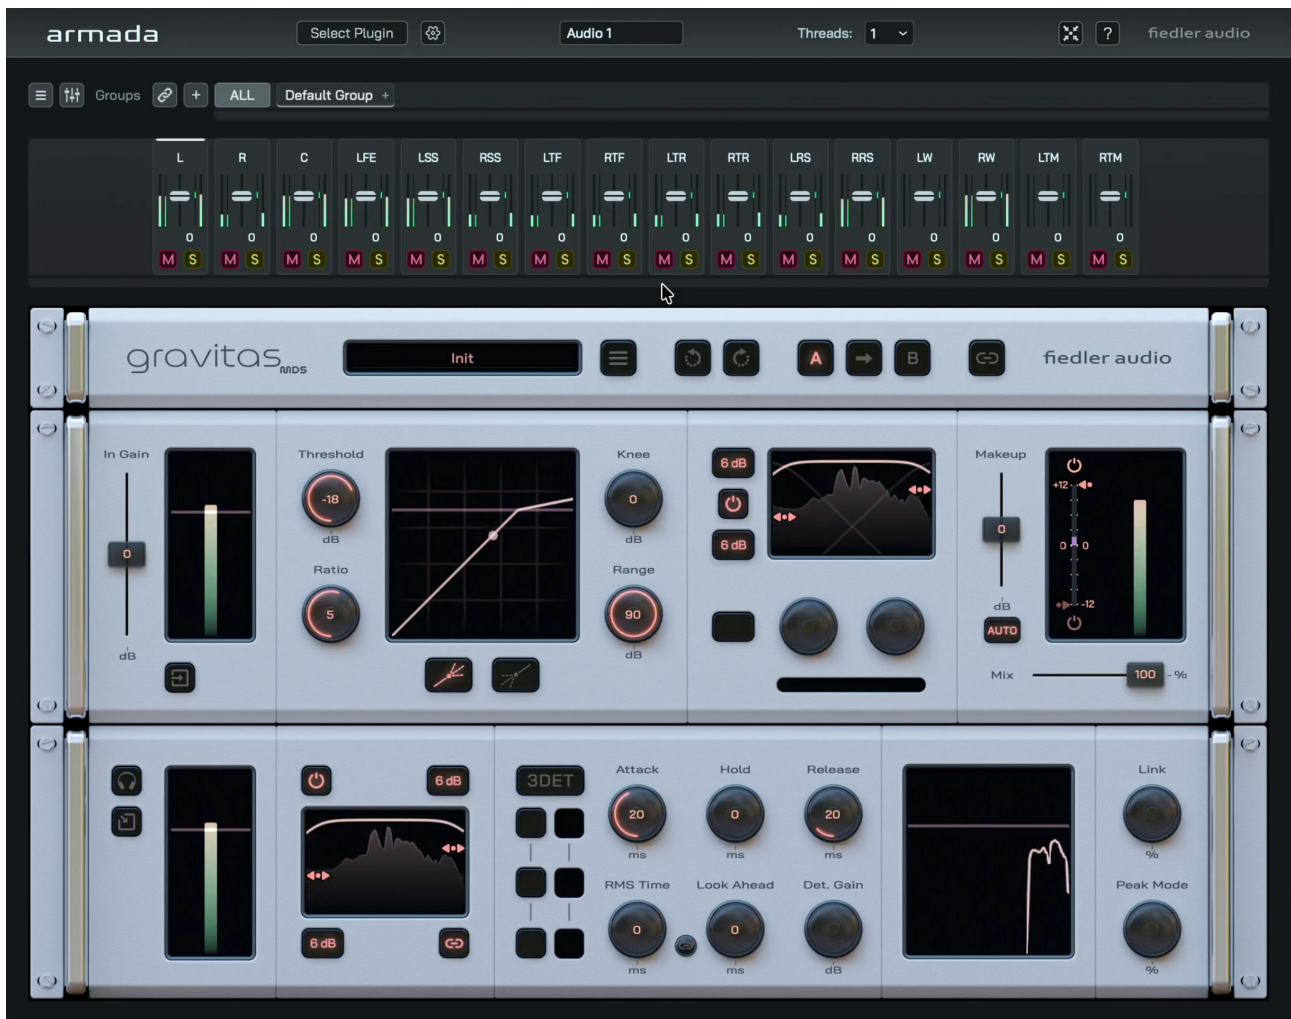 armada Select Plugin Audio 1 Threads: 1 ? fiedler audio
Groups + ALL Default Group +
L R C LFE LSS RSS LTF RTF LTR RTR LRS RRS LW RW LTM RTM
0 0 0 0 0 0 0 0 0 0 0 0 0 0 0 0
M S M S M S M S M S M S M S M S M S M S M S M S M S M S M S M S
gravitas MDS Init A B fiedler audio
In Gain Threshold Knee Makeup
6 dB +12
-18 0
dB dB
0 0 0 0
6 dB
Ratio Range
5 90 dB -12
AUTO
dB dB
Mix 100 - %
3DET Attack Hold Release Link
6 dB
20 0 20
ms ms ms %
RMS Time Look Ahead Det. Gain Peak Mode
0 0
6 dB
ms ms dB %